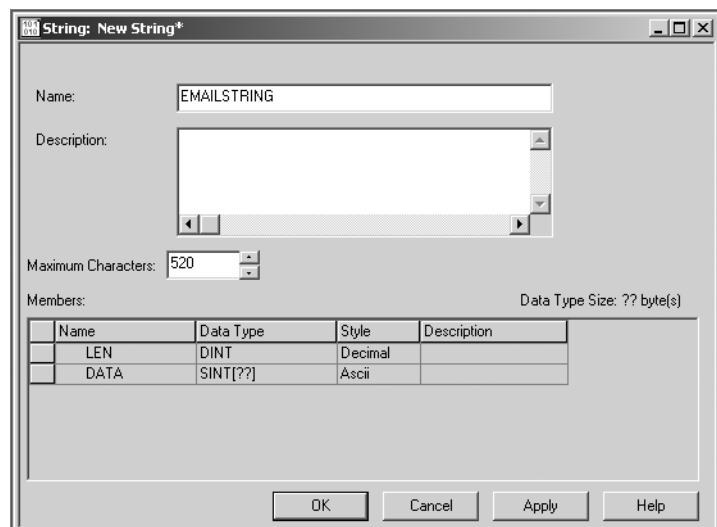 String: New String*
Name: EMAILSTRING
Description:
Maximum Characters: 520
Members: Data Type Size: ?? byte(s)
Name Data Type Style Description
LEN DINT Decimal
DATA SINT[??] Ascii
OK Cancel Apply Help